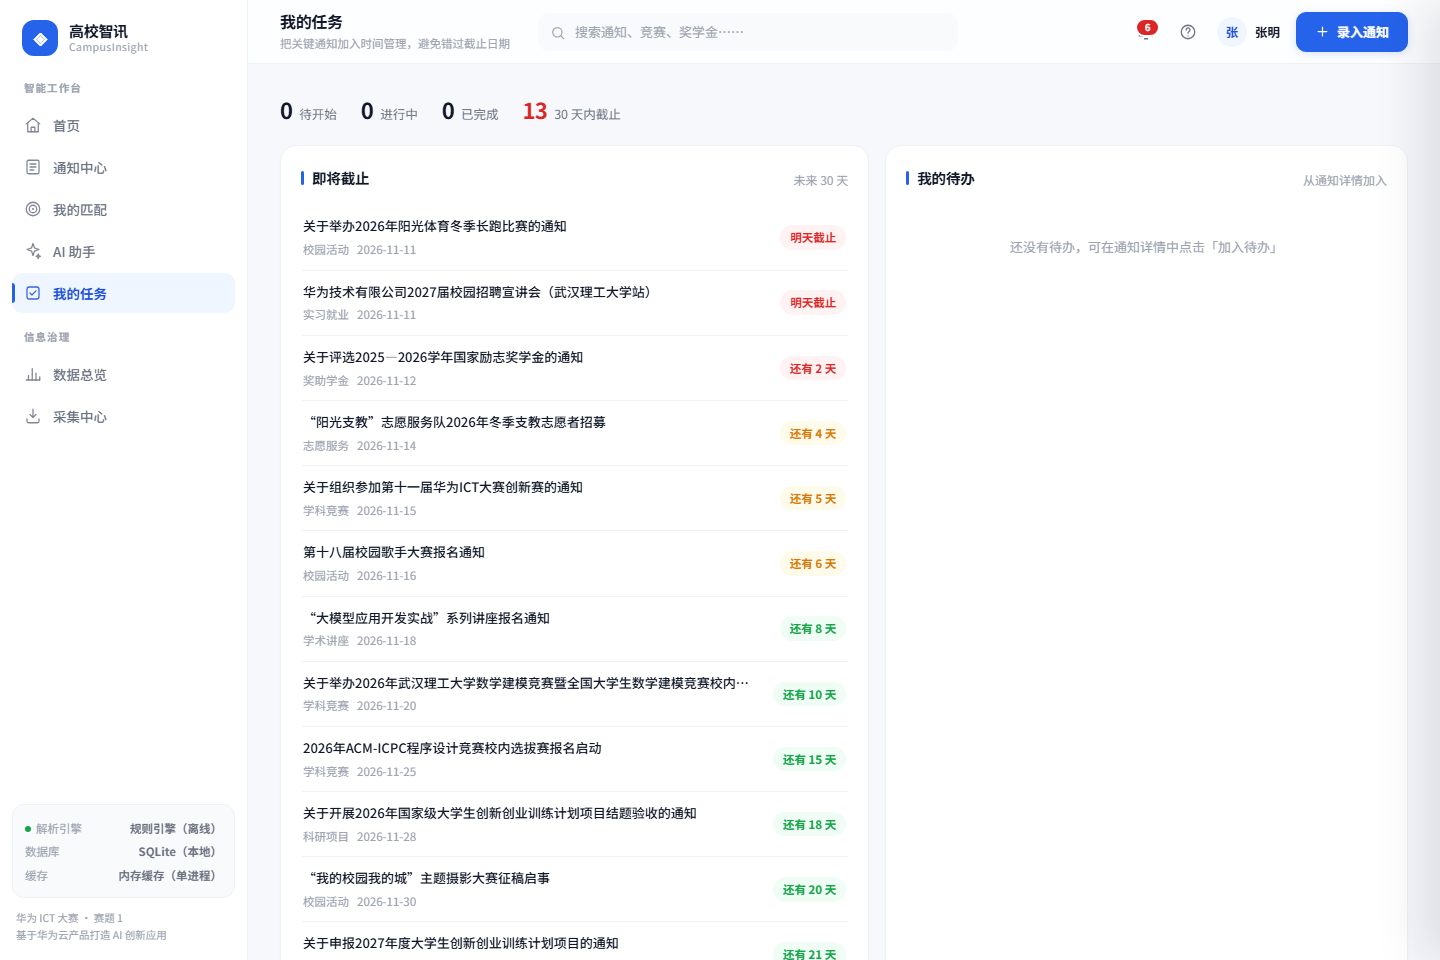 高校智讯
CampusInsight
智能工作台
首页
通知中心
我的匹配
AI 助手
我的任务
信息治理
数据总览
采集中心
解析引擎 规则引擎（离线）
数据库 SQLite（本地）
缓存 内存缓存（单进程）
华为 ICT 大赛 · 赛题 1
基于华为云产品打造 AI 创新应用
我的任务
把关键通知加入时间管理，避免错过截止日期
搜索通知、竞赛、奖学金……
6
张 张明
＋ 录入通知
0 待开始 0 进行中 0 已完成 13 30 天内截止
即将截止 未来 30 天
关于举办2026年阳光体育冬季长跑比赛的通知
校园活动 2026-11-11
明天截止
华为技术有限公司2027届校园招聘宣讲会（武汉理工大学站）
实习就业 2026-11-11
明天截止
关于评选2025—2026学年国家励志奖学金的通知
奖助学金 2026-11-12
还有 2 天
“阳光支教”志愿服务队2026年冬季支教志愿者招募
志愿服务 2026-11-14
还有 4 天
关于组织参加第十一届华为ICT大赛创新赛的通知
学科竞赛 2026-11-15
还有 5 天
第十八届校园歌手大赛报名通知
校园活动 2026-11-16
还有 6 天
“大模型应用开发实战”系列讲座报名通知
学术讲座 2026-11-18
还有 8 天
关于举办2026年武汉理工大学数学建模竞赛暨全国大学生数学建模竞赛校内…
学科竞赛 2026-11-20
还有 10 天
2026年ACM-ICPC程序设计竞赛校内选拔赛报名启动
学科竞赛 2026-11-25
还有 15 天
关于开展2026年国家级大学生创新创业训练计划项目结题验收的通知
科研项目 2026-11-28
还有 18 天
“我的校园我的城”主题摄影大赛征稿启事
校园活动 2026-11-30
还有 20 天
关于申报2027年度大学生创新创业训练计划项目的通知
还有 21 天
我的待办 从通知详情加入
还没有待办，可在通知详情中点击「加入待办」